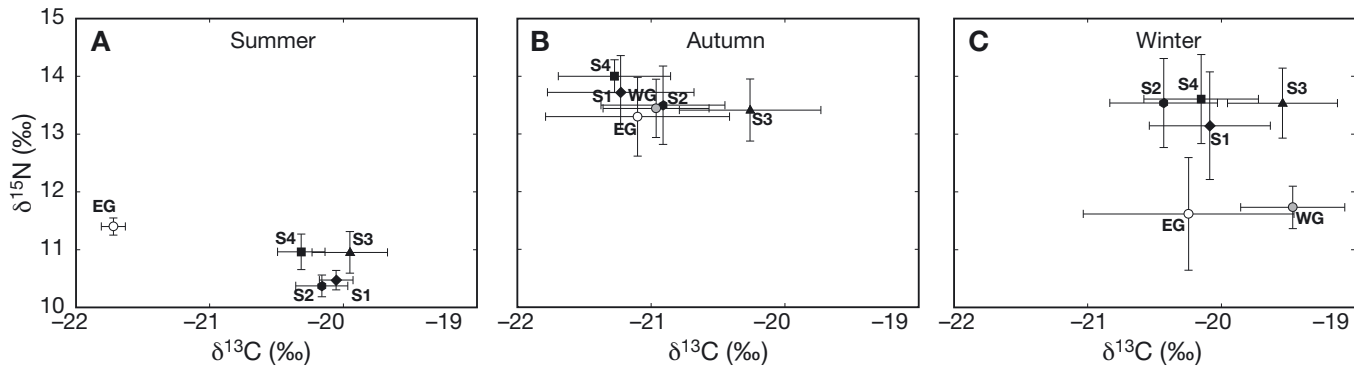 A
Summer
15
14
13
12
11
10
δ15N (‰)
EG
S4
S3
S2
S1
–22
–21
–20
–19
δ13C (‰)
B
Autumn
S4
S1
WG
S2
EG
S3
–22
–21
–20
–19
δ13C (‰)
C
Winter
S2
S4
S3
S1
EG
WG
–22
–21
–20
–19
δ13C (‰)